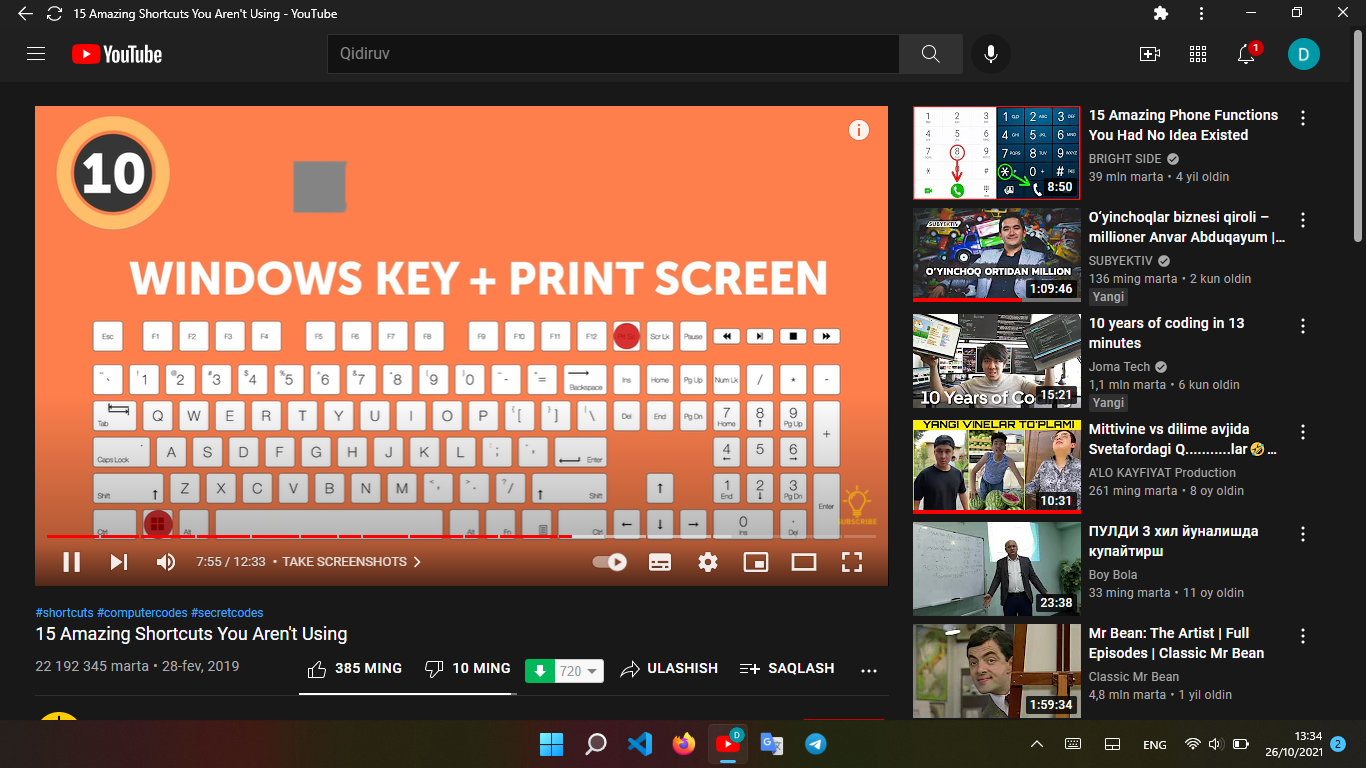 15 Amazing Shortcuts You Aren't Using - YouTube
YouTube
Qidiruv
1
D
10
WINDOWS KEY + PRINT SCREEN
Esc F1 F2 F3 F4 F5 F6 F7 F8 F9 F10 F11 F12 Scr Lk Pause
! 1 @ 2 # 3 $ 4 % 5 ^ 6 & 7 * 8 ( 9 ) 0 - + = Backspace Ins Home Pg Up Num Lk / * -
Tab Q W E R T Y U I O P { [ } ] | \ Del End Pg Dn 7 Home 8 9 Pg Up +
Caps Lock A S D F G H J K L ; Enter 4 5 6
Shift Z X C V B N M < , > . ? / Shift 1 End 2 3 Pg Dn Enter
Ctrl Alt Alt Fn Ctrl 0 Ins . Del
SUBSCRIBE
7:55 / 12:33 • TAKE SCREENSHOTS
#shortcuts #computercodes #secretcodes
15 Amazing Shortcuts You Aren't Using
22 192 345 marta • 28-fev, 2019
385 MING 10 MING 720 ULASHISH SAQLASH
8:50
15 Amazing Phone Functions
You Had No Idea Existed
BRIGHT SIDE
39 mln marta • 4 yil oldin
SUBYEKTIV
O'YINCHOQ ORTIDAN MILLION
1:09:46
O‘yinchoqlar biznesi qiroli –
millioner Anvar Abduqayum |...
SUBYEKTIV
136 ming marta • 2 kun oldin
Yangi
10 Years of Co
15:21
10 years of coding in 13
minutes
Joma Tech
1,1 mln marta • 6 kun oldin
Yangi
YANGI VINELAR TO'PLAMI
10:31
Mittivine vs dilime avjida
Svetafordagi Q...........lar 🤣 ...
A'LO KAYFIYAT Production
261 ming marta • 8 oy oldin
23:38
ПУЛДИ 3 хил йуналишда
купайтирш
Boy Bola
33 ming marta • 11 oy oldin
1:59:34
Mr Bean: The Artist | Full
Episodes | Classic Mr Bean
Classic Mr Bean
4,8 mln marta • 1 yil oldin
D
ENG
13:34
26/10/2021
2